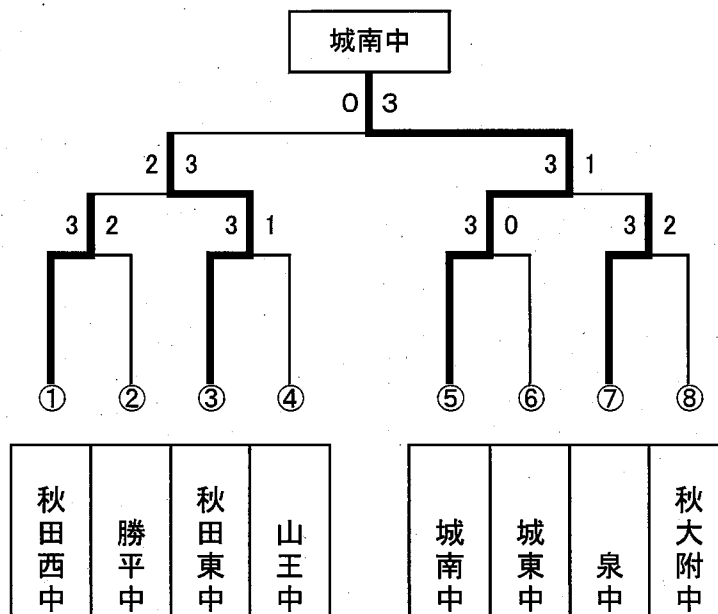 城南中
0 3
2 3
3 1
3 2
3 1
3 0
3 2
① ② ③ ④ ⑤ ⑥ ⑦ ⑧
秋田西中
勝平中
秋田東中
山王中
城南中
城東中
泉中
秋大附中